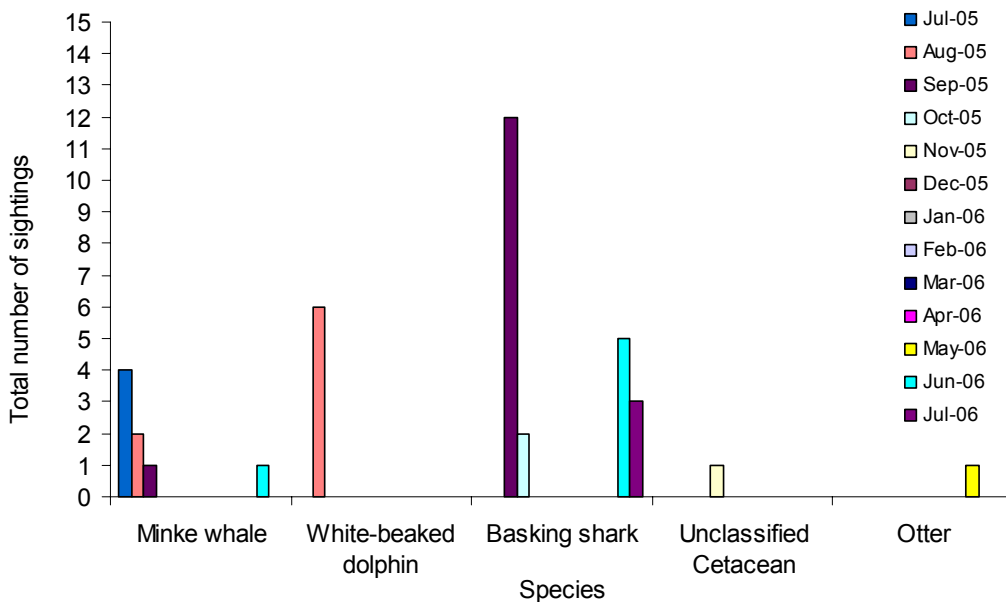 Total number of sightings
15
14
13
12
11
10
9
8
7
6
5
4
3
2
1
0
Minke whale
White-beaked
dolphin
Basking shark
Unclassified
Cetacean
Otter
Species
Jul-05
Aug-05
Sep-05
Oct-05
Nov-05
Dec-05
Jan-06
Feb-06
Mar-06
Apr-06
May-06
Jun-06
Jul-06